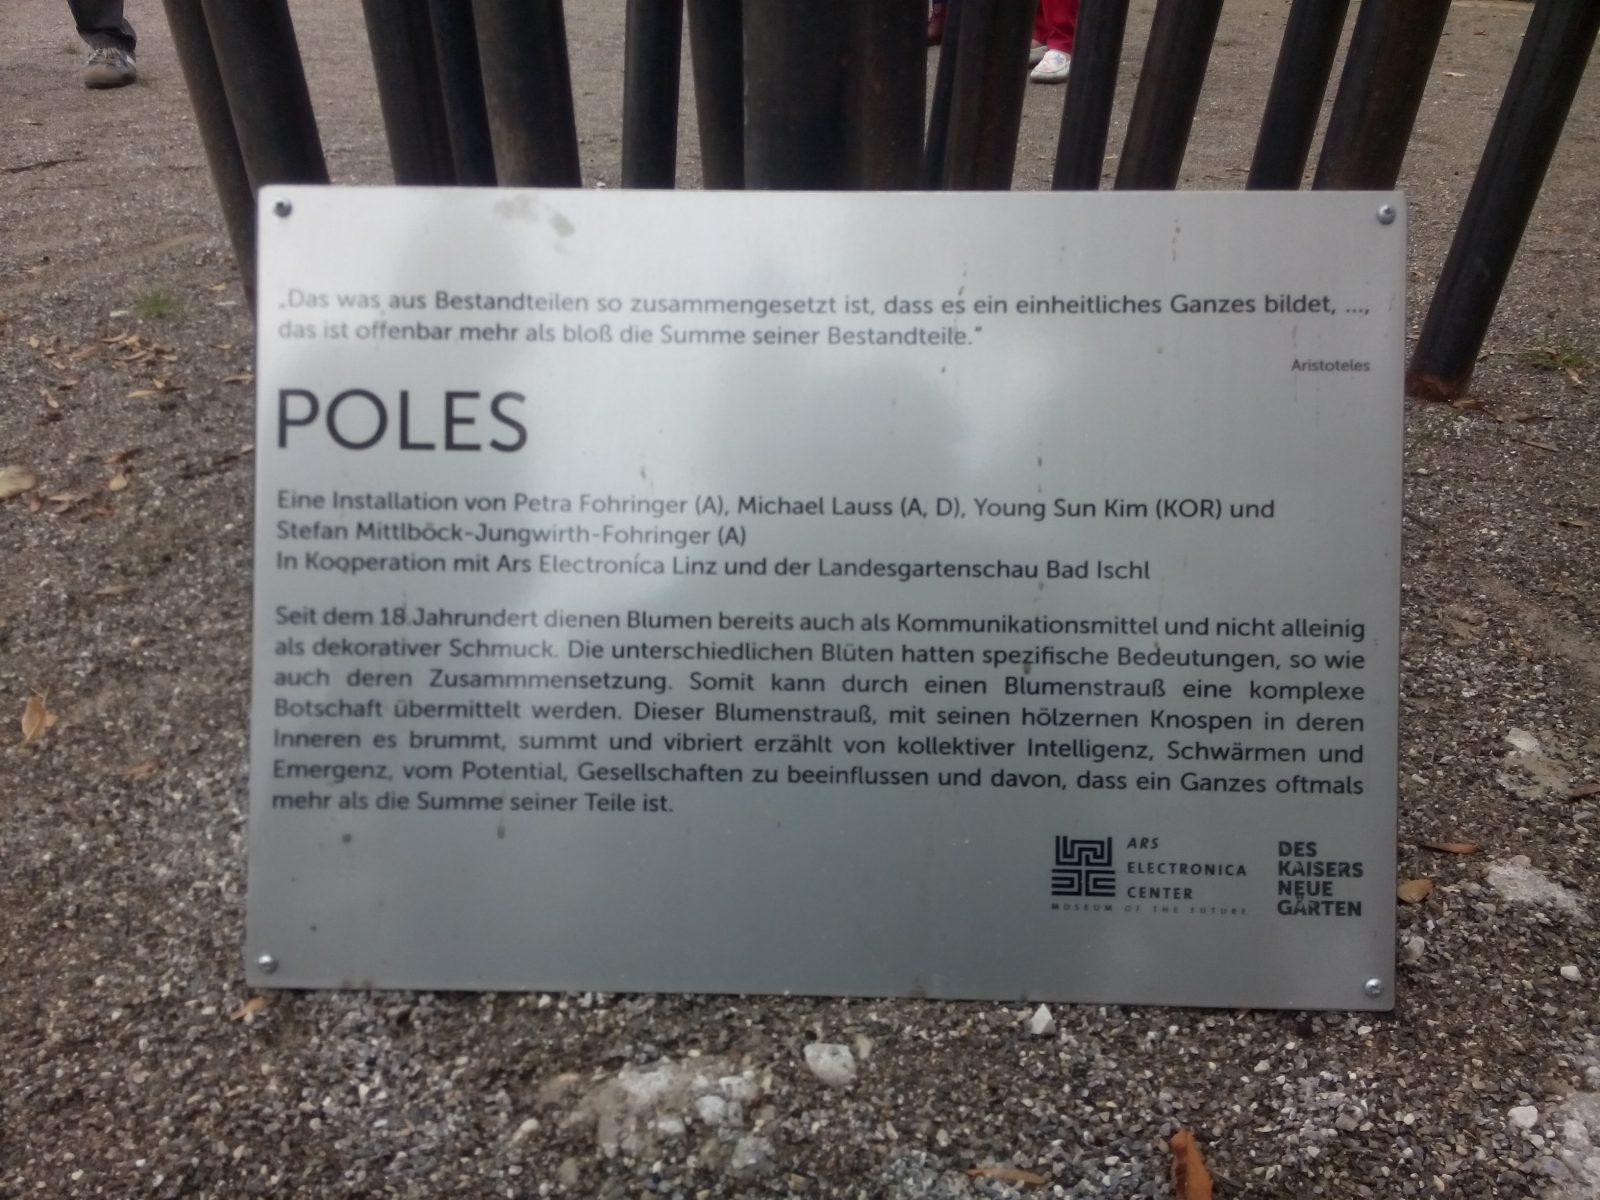 „Das was aus Bestandteilen so zusammengesetzt ist, dass es ein einheitliches Ganzes bildet, ...,
das ist offenbar mehr als bloß die Summe seiner Bestandteile."
Aristoteles
POLES
Eine Installation von Petra Fohringer (A), Michael Lauss (A, D), Young Sun Kim (KOR) und
Stefan Mittlböck-Jungwirth-Fohringer (A)
In Kooperation mit Ars Electronica Linz und der Landesgartenschau Bad Ischl
Seit dem 18.Jahrundert dienen Blumen bereits auch als Kommunikationsmittel und nicht alleinig
als dekorativer Schmuck. Die unterschiedlichen Blüten hatten spezifische Bedeutungen, so wie
auch deren Zusammmensetzung. Somit kann durch einen Blumenstrauß eine komplexe
Botschaft übermittelt werden. Dieser Blumenstrauß, mit seinen hölzernen Knospen in deren
Inneren es brummt, summt und vibriert erzählt von kollektiver Intelligenz, Schwärmen und
Emergenz, vom Potential, Gesellschaften zu beeinflussen und davon, dass ein Ganzes oftmals
mehr als die Summe seiner Teile ist.
ARS
ELECTRONICA
CENTER
MUSEUM OF THE FUTURE
DES
KAISERS
NEUE
GÄRTEN